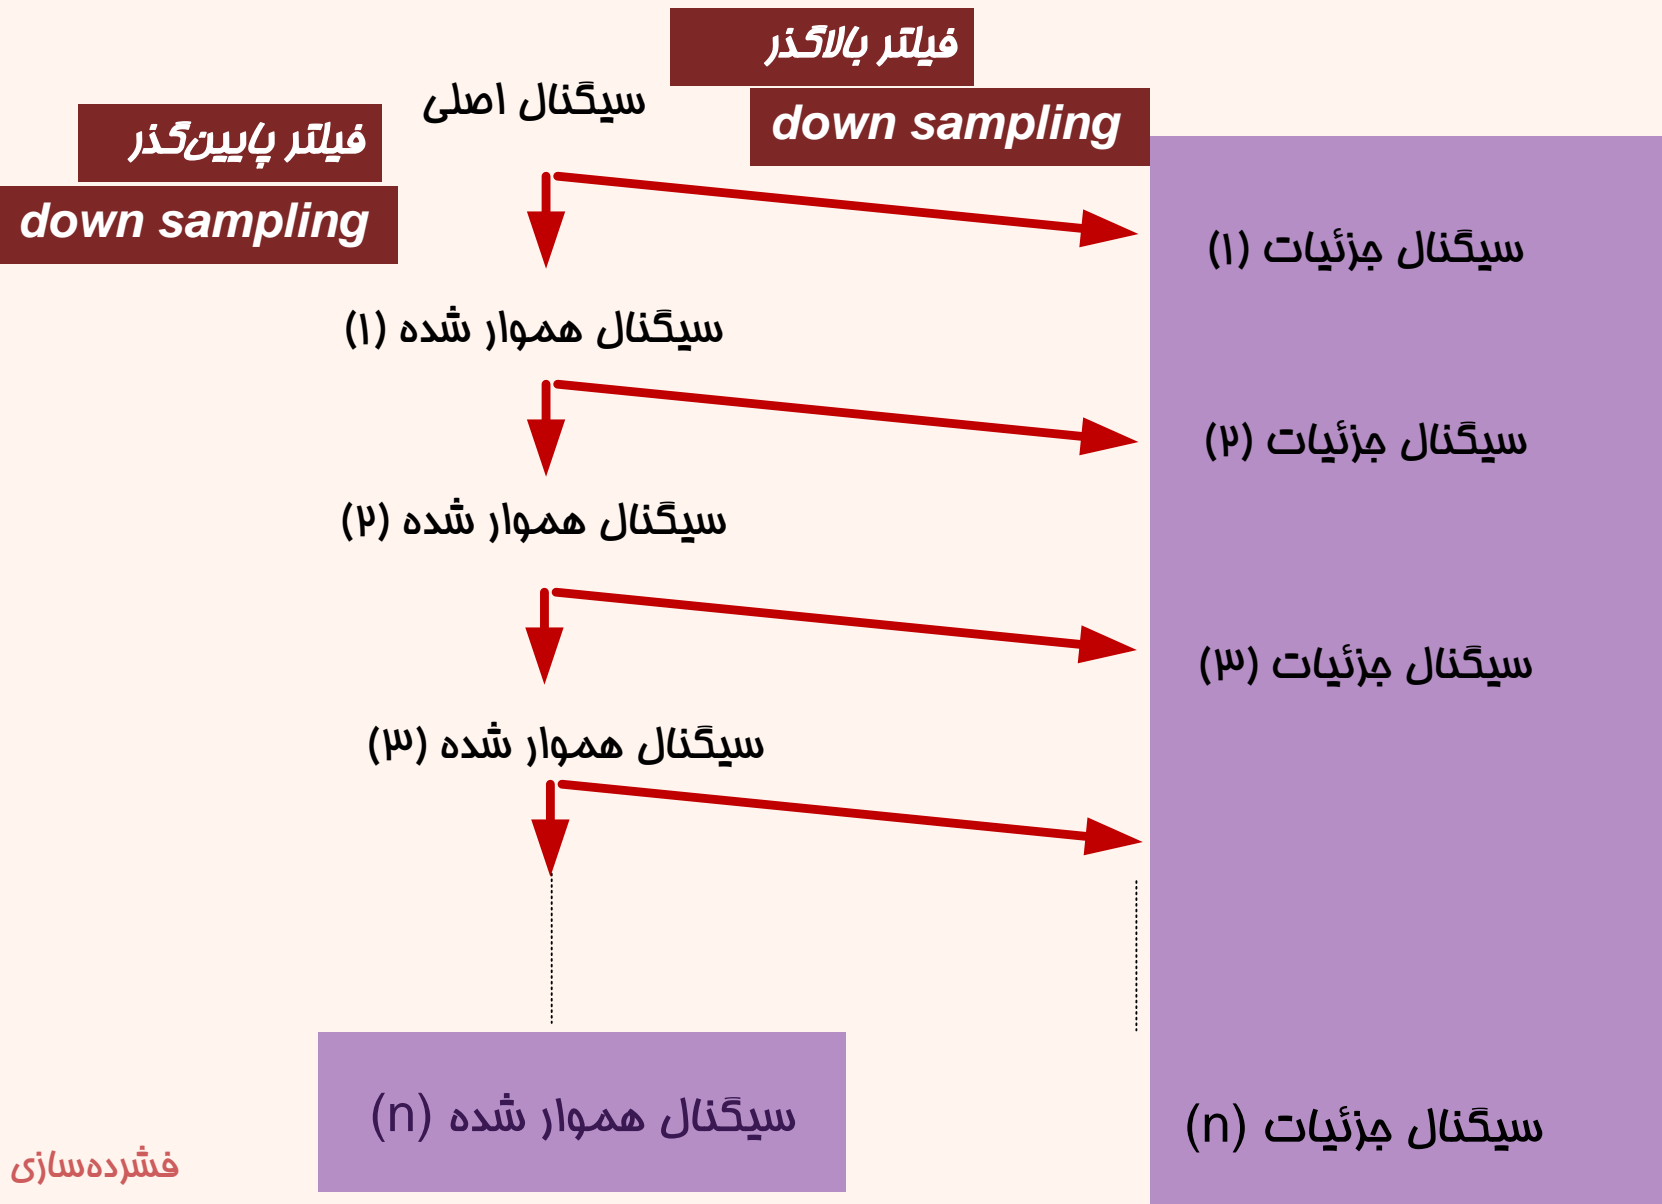 فیلتر بالاگذر
down sampling
سیگنال اصلی
فیلتر پایین‌گذر
down sampling
سیگنال جزئیات (۱)
سیگنال هموار شده (۱)
سیگنال جزئیات (۲)
سیگنال هموار شده (۲)
سیگنال جزئیات (۳)
سیگنال هموار شده (۳)
سیگنال جزئیات (n)
سیگنال هموار شده (n)
فشرده‌سازی